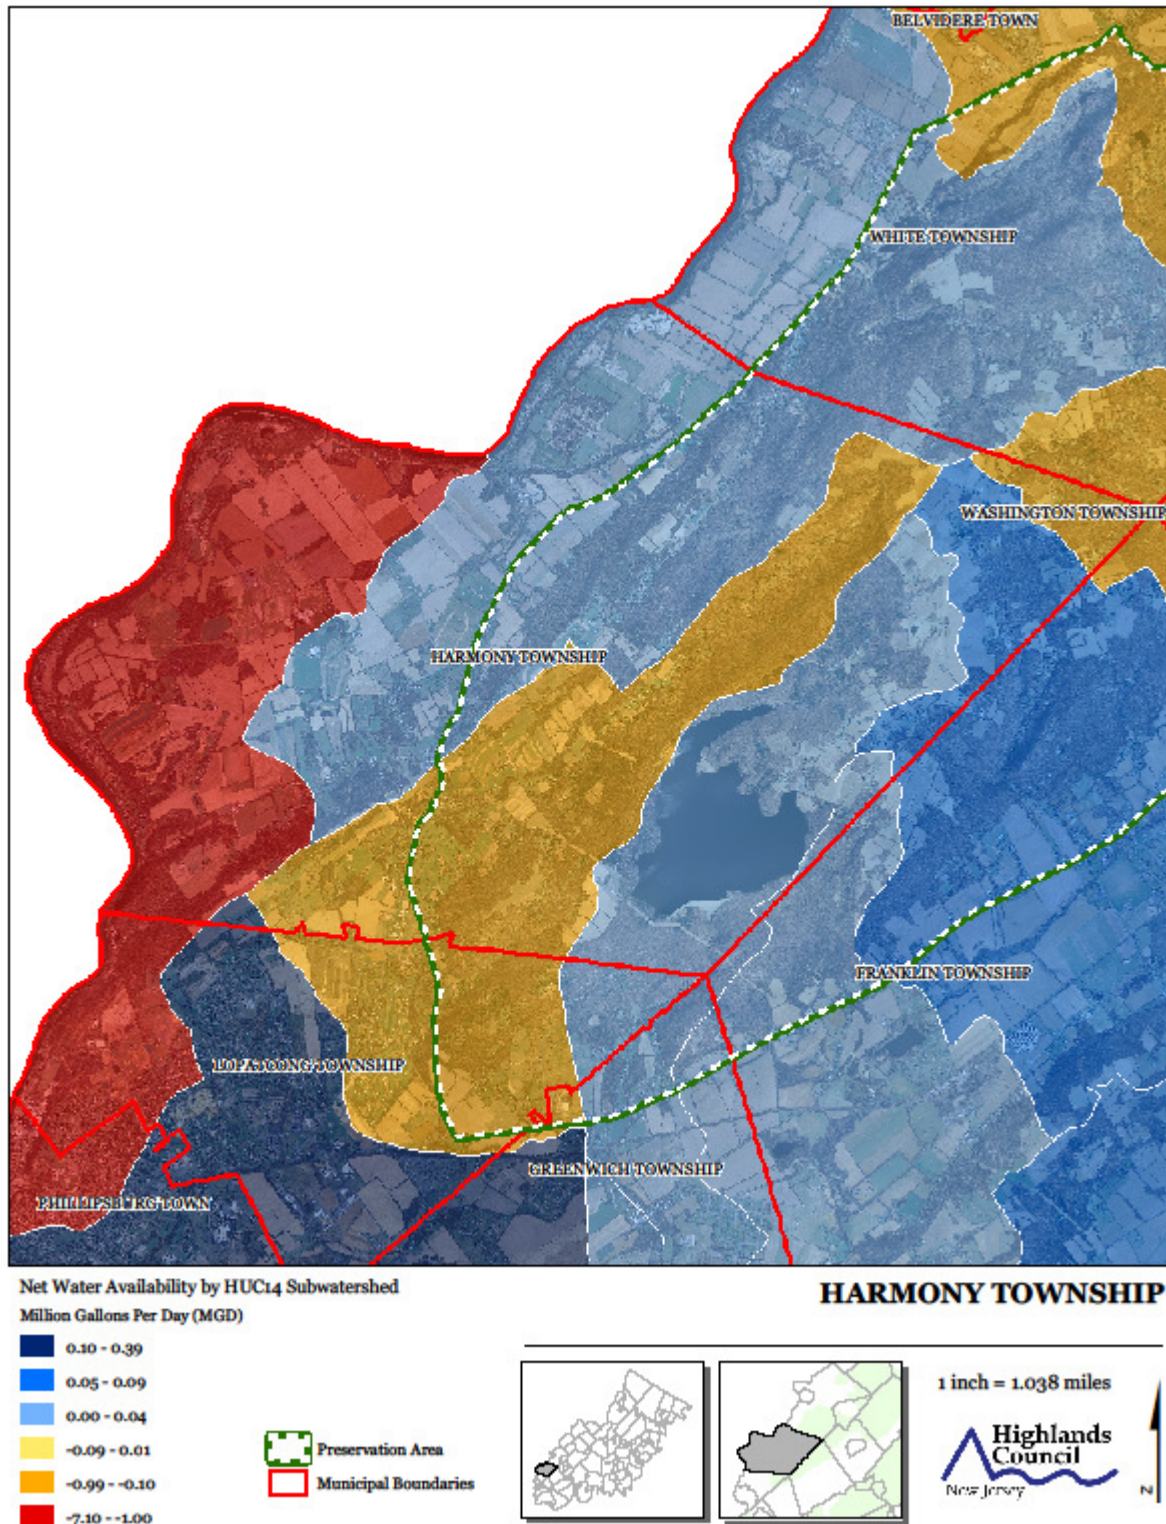 BELVIDERE TOWN
WHITE TOWNSHIP
WASHINGTON TOWNSHIP
HARMONY TOWNSHIP
FRANKLIN TOWNSHIP
LOPATCONG TOWNSHIP
GREENWICH TOWNSHIP
PHILLIPSBURG TOWN
Net Water Availability by HUC14 Subwatershed
Million Gallons Per Day (MGD)
0.10 - 0.39
0.05 - 0.09
0.00 - 0.04
-0.09 - 0.01
-0.99 - -0.10
-7.10 - -1.00
Preservation Area
Municipal Boundaries
HARMONY TOWNSHIP
1 inch = 1.038 miles
Highlands
Council
New Jersey
N